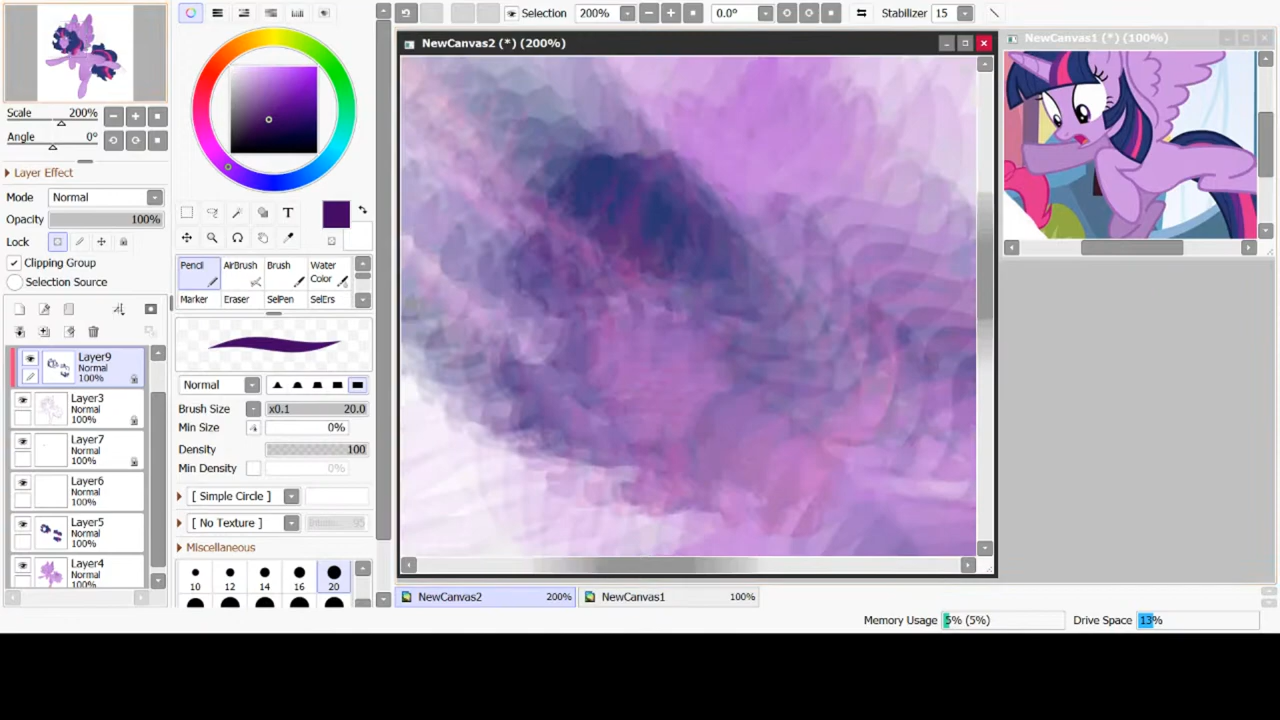 Selection
200%
0.0°
Stabilizer 15
NewCanvas2 (*) (200%)
NewCanvas1 (*) (100%)
Scale 200%
Angle 0°
Layer Effect
Mode Normal
Opacity 100%
Lock
Clipping Group
Selection Source
Layer9
Normal
100%
Layer3
Normal
100%
Layer7
Normal
100%
Layer6
Normal
100%
Layer5
Normal
100%
Layer4
Normal
100%
T
Pencil AirBrush Brush Water Color
Marker Eraser SelPen SelErs
Normal
Brush Size x0.1 20.0
Min Size 0%
Density 100
Min Density 0%
[ Simple Circle ]
[ No Texture ] 95
Miscellaneous
10 12 14 16 20
NewCanvas2 200%
NewCanvas1 100%
Memory Usage 5% (5%)
Drive Space 13%